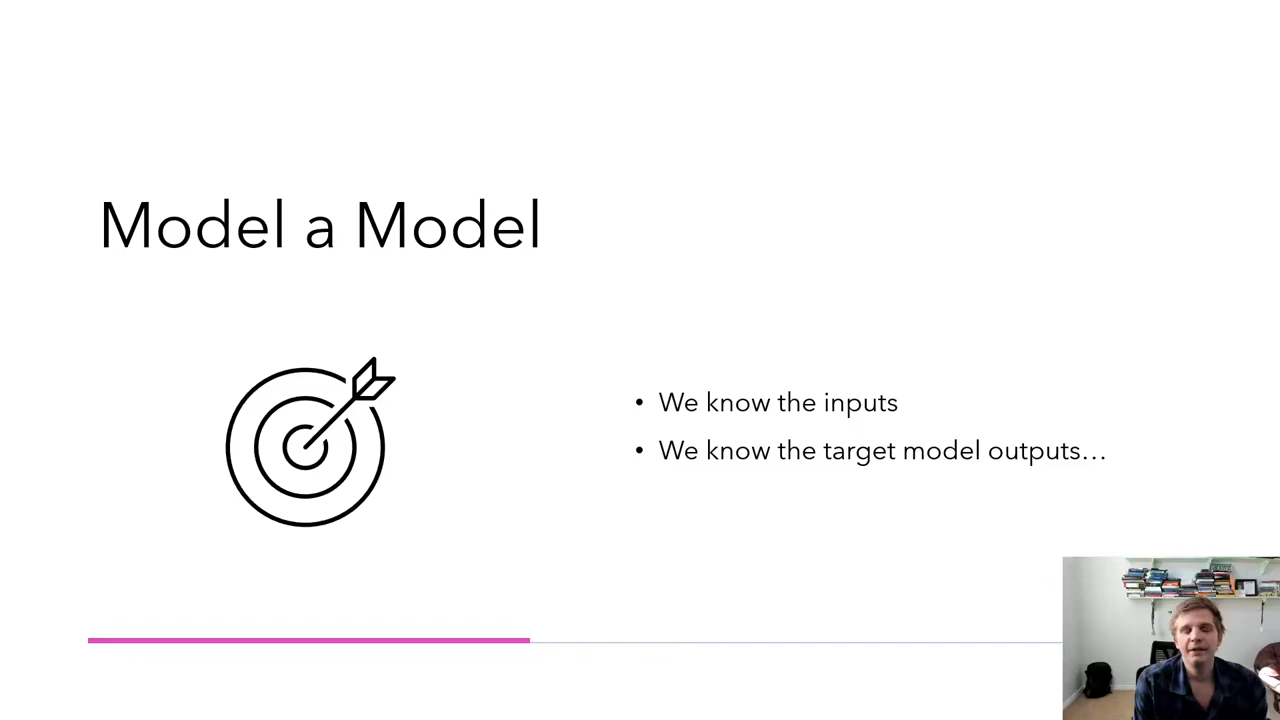 Model a Model
• We know the inputs
• We know the target model outputs…